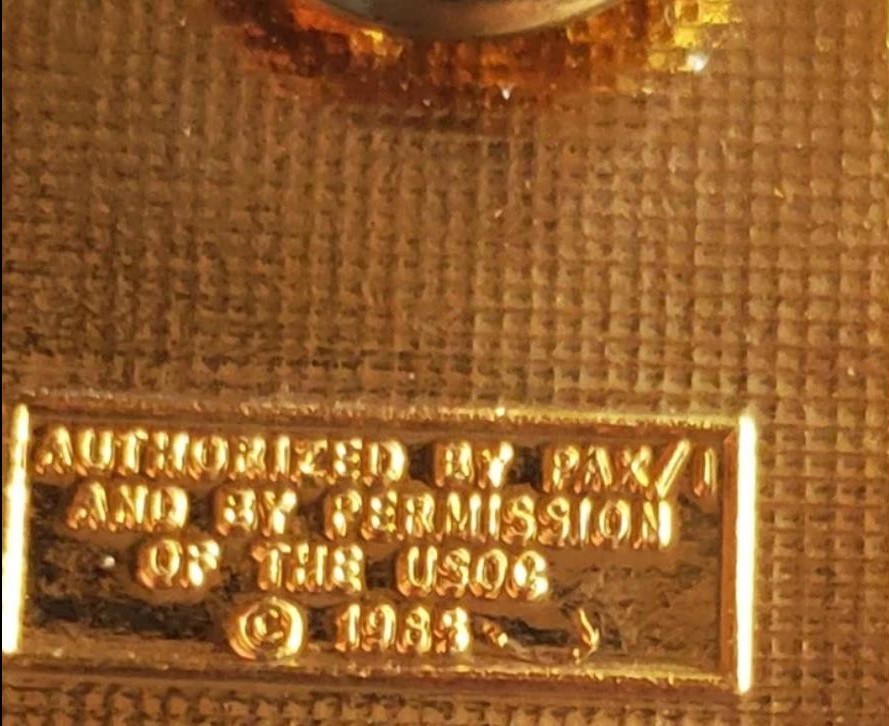 AUTHORIZED BY PAX/I
AND BY PERMISSION
OF THE USOC
© 1988